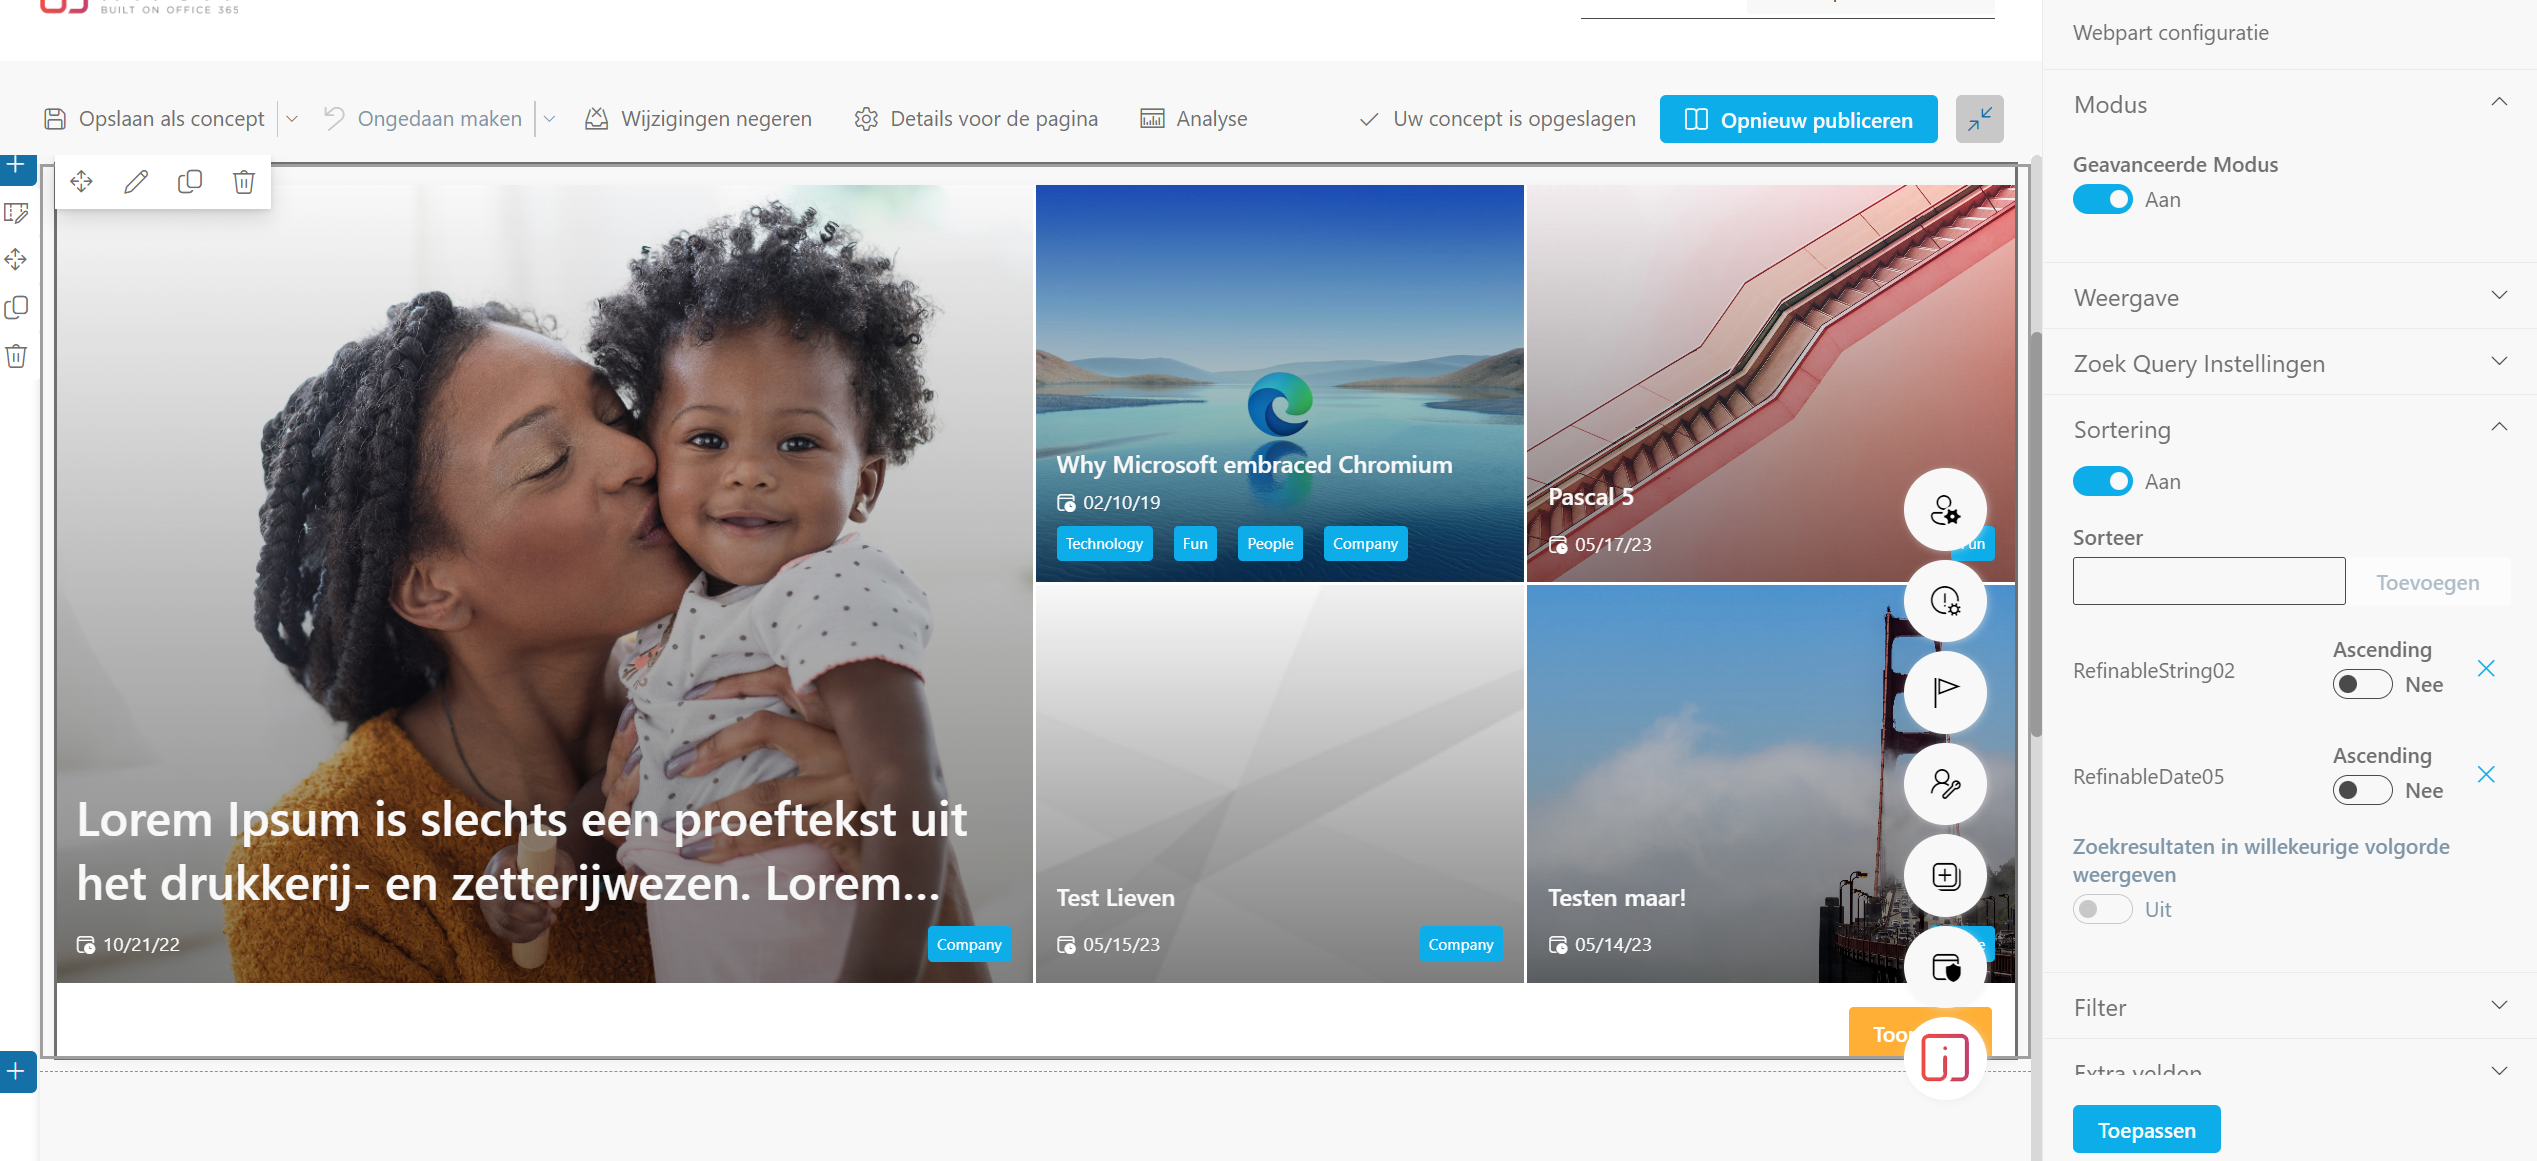 BUILT ON OFFICE 365
Opslaan als concept
Ongedaan maken
Wijzigingen negeren
Details voor de pagina
Analyse
Uw concept is opgeslagen
Opnieuw publiceren
Lorem Ipsum is slechts een proeftekst uit
het drukkerij- en zetterijwezen. Lorem...
10/21/22
Company
Why Microsoft embraced Chromium
02/10/19
Technology
Fun
People
Company
Pascal 5
05/17/23
Test Lieven
05/15/23
Company
Testen maar!
05/14/23
Webpart configuratie
Modus
Geavanceerde Modus
Aan
Weergave
Zoek Query Instellingen
Sortering
Aan
Sorteer
Toevoegen
RefinableString02
Ascending
Nee
RefinableDate05
Ascending
Nee
Zoekresultaten in willekeurige volgorde
weergeven
Uit
Filter
Extra velden
Toepassen